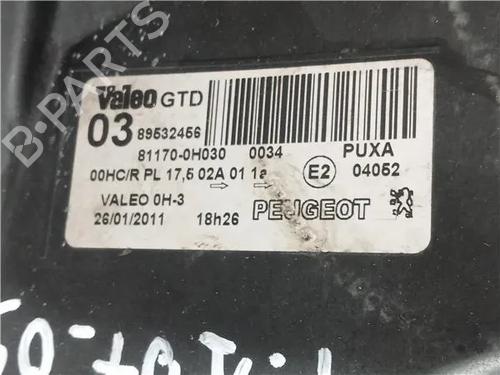 B-PARTS
Valeo GTD
03 89532456
81170-0H030 0034 PUXA
00HC/R PL 17,5 02A 01 1a E2 04052
VALEO 0H-3
26/01/2011 18h26 PEUGEOT